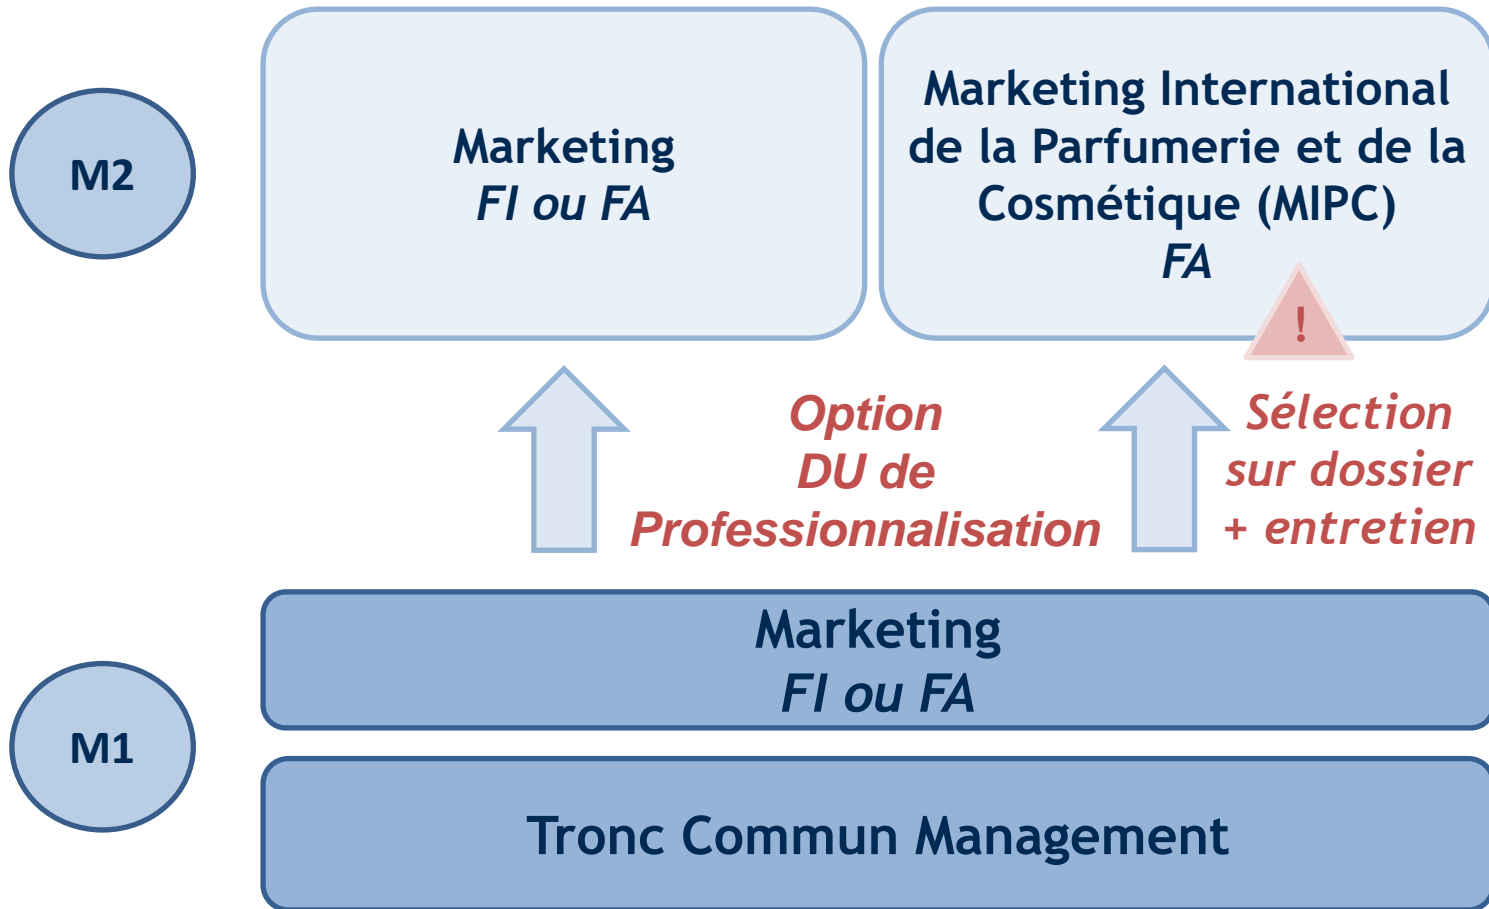 M2
Marketing
FI ou FA
Marketing International
de la Parfumerie et de la
Cosmétique (MIPC)
FA
!
Option
DU de
Professionnalisation
Sélection
sur dossier
+ entretien
M1
Marketing
FI ou FA
Tronc Commun Management